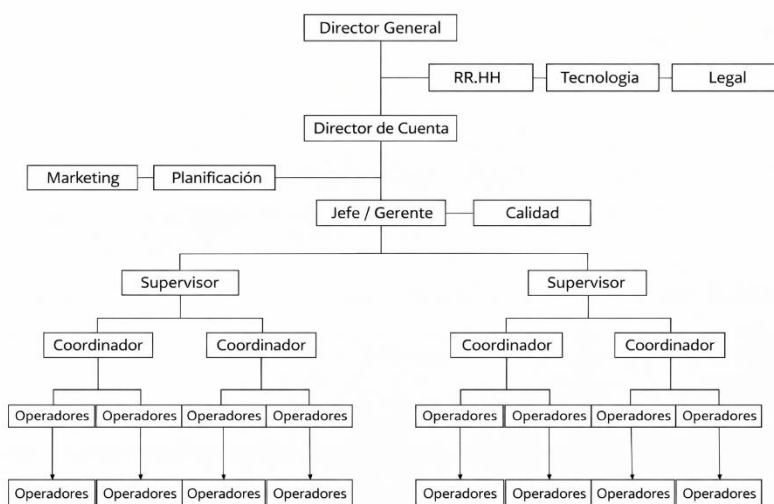 Director General
RR.HH Tecnologia Legal
Director de Cuenta
Marketing Planificación
Jefe / Gerente Calidad
Supervisor Supervisor
Coordinador Coordinador Coordinador Coordinador
Operadores Operadores Operadores Operadores Operadores Operadores Operadores Operadores
Operadores Operadores Operadores Operadores Operadores Operadores Operadores Operadores